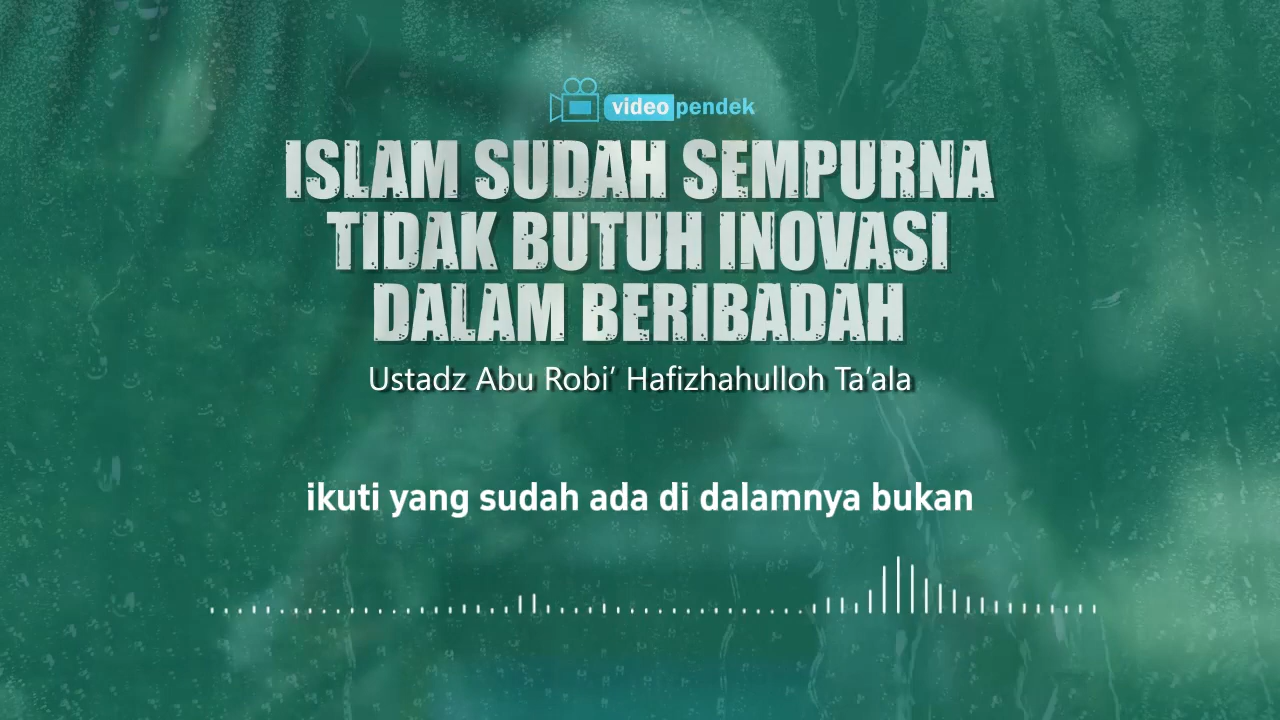 videopendek
ISLAM SUDAH SEMPURNA
TIDAK BUTUH INOVASI
DALAM BERIBADAH
Ustadz Abu Robi’ Hafizhahulloh Ta’ala
ikuti yang sudah ada di dalamnya bukan